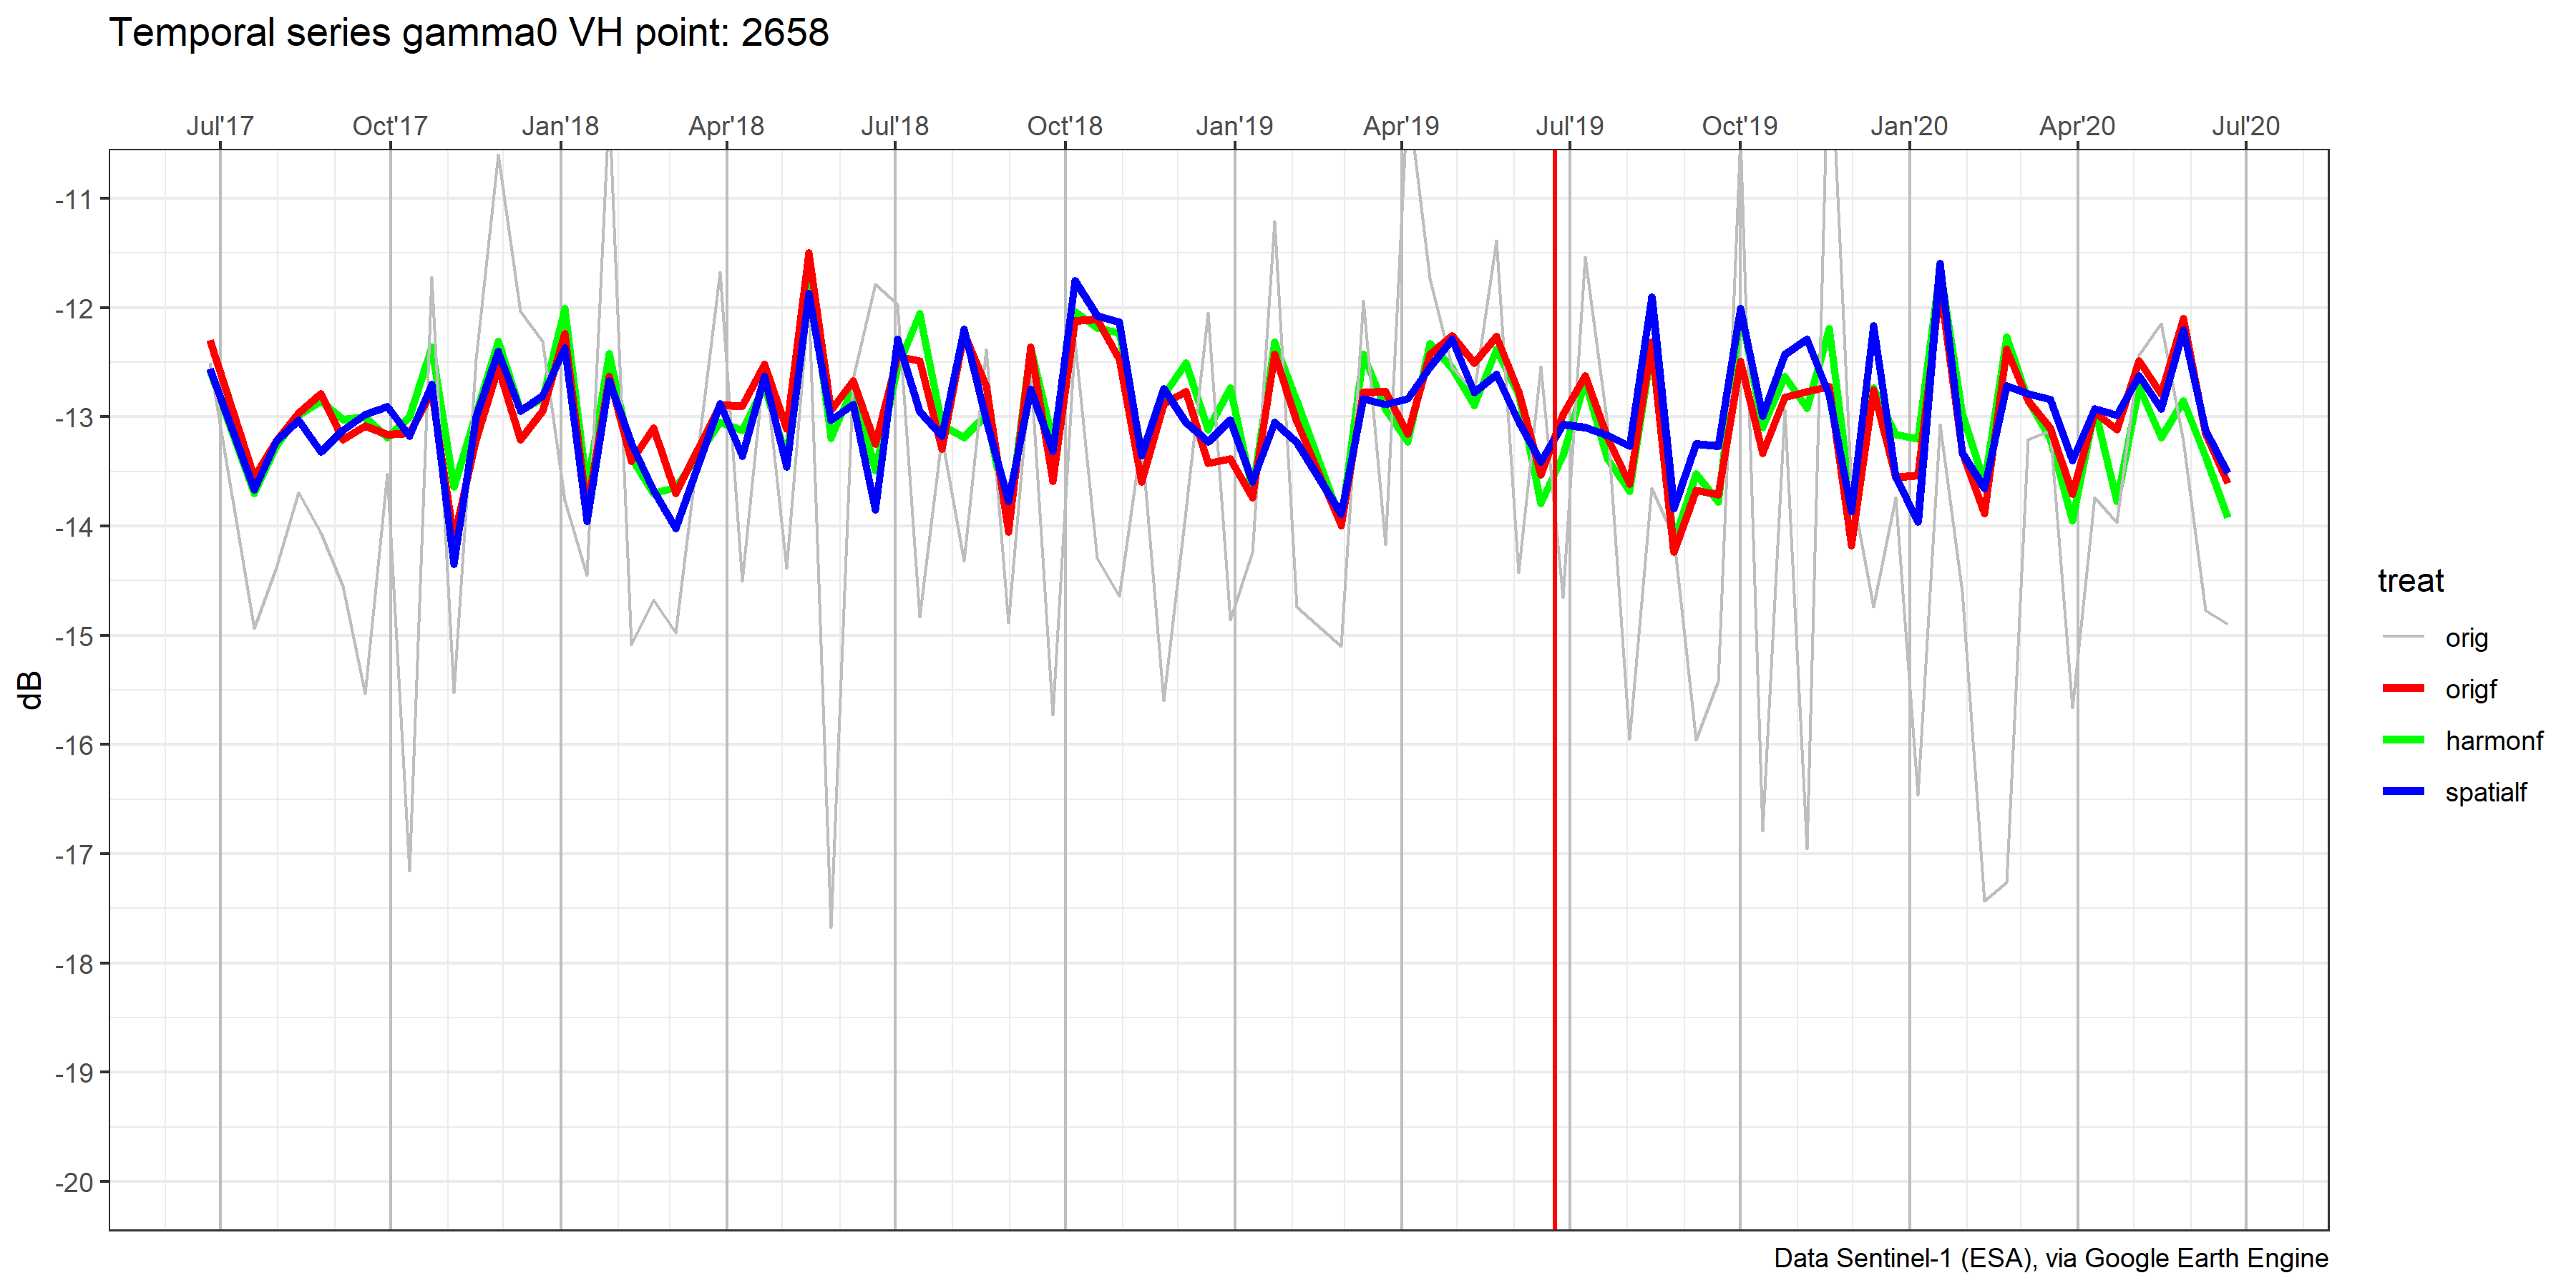 Temporal series gamma0 VH point: 2658
Jul'17 Oct'17 Jan'18 Apr'18 Jul'18 Oct'18 Jan'19 Apr'19 Jul'19 Oct'19 Jan'20 Apr'20 Jul'20
-11
-12
-13
-14
-15
-16
-17
-18
-19
-20
dB
treat
orig
origf
harmonf
spatialf
Data Sentinel-1 (ESA), via Google Earth Engine